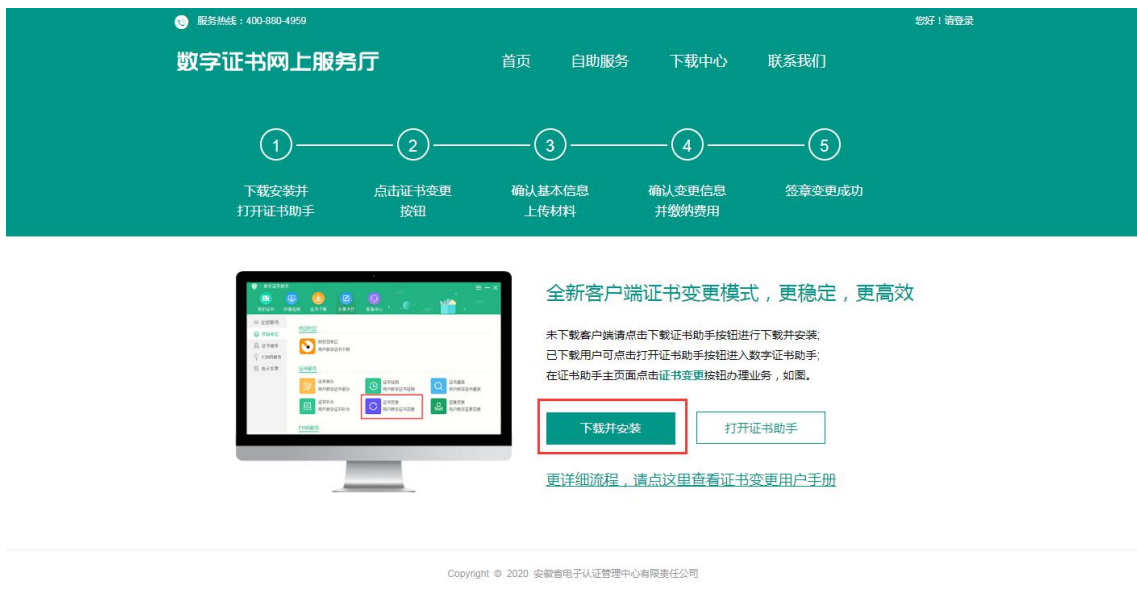 服务热线：400-880-4959
您好！请登录
数字证书网上服务厅
首页
自助服务
下载中心
联系我们
1
2
3
4
5
下载安装并
打开证书助手
点击证书变更
按钮
确认基本信息
上传材料
确认变更信息
并缴纳费用
签章变更成功
全新客户端证书变更模式，更稳定，更高效
未下载客户端请点击下载证书助手按钮进行下载并安装;
已下载用户可点击打开证书助手按钮进入数字证书助手;
在证书助手主页面点击证书变更按钮办理业务，如图。
下载并安装
打开证书助手
更详细流程，请点这里查看证书变更用户手册
证书变更
Copyright © 2020 安徽省电子认证管理中心有限责任公司